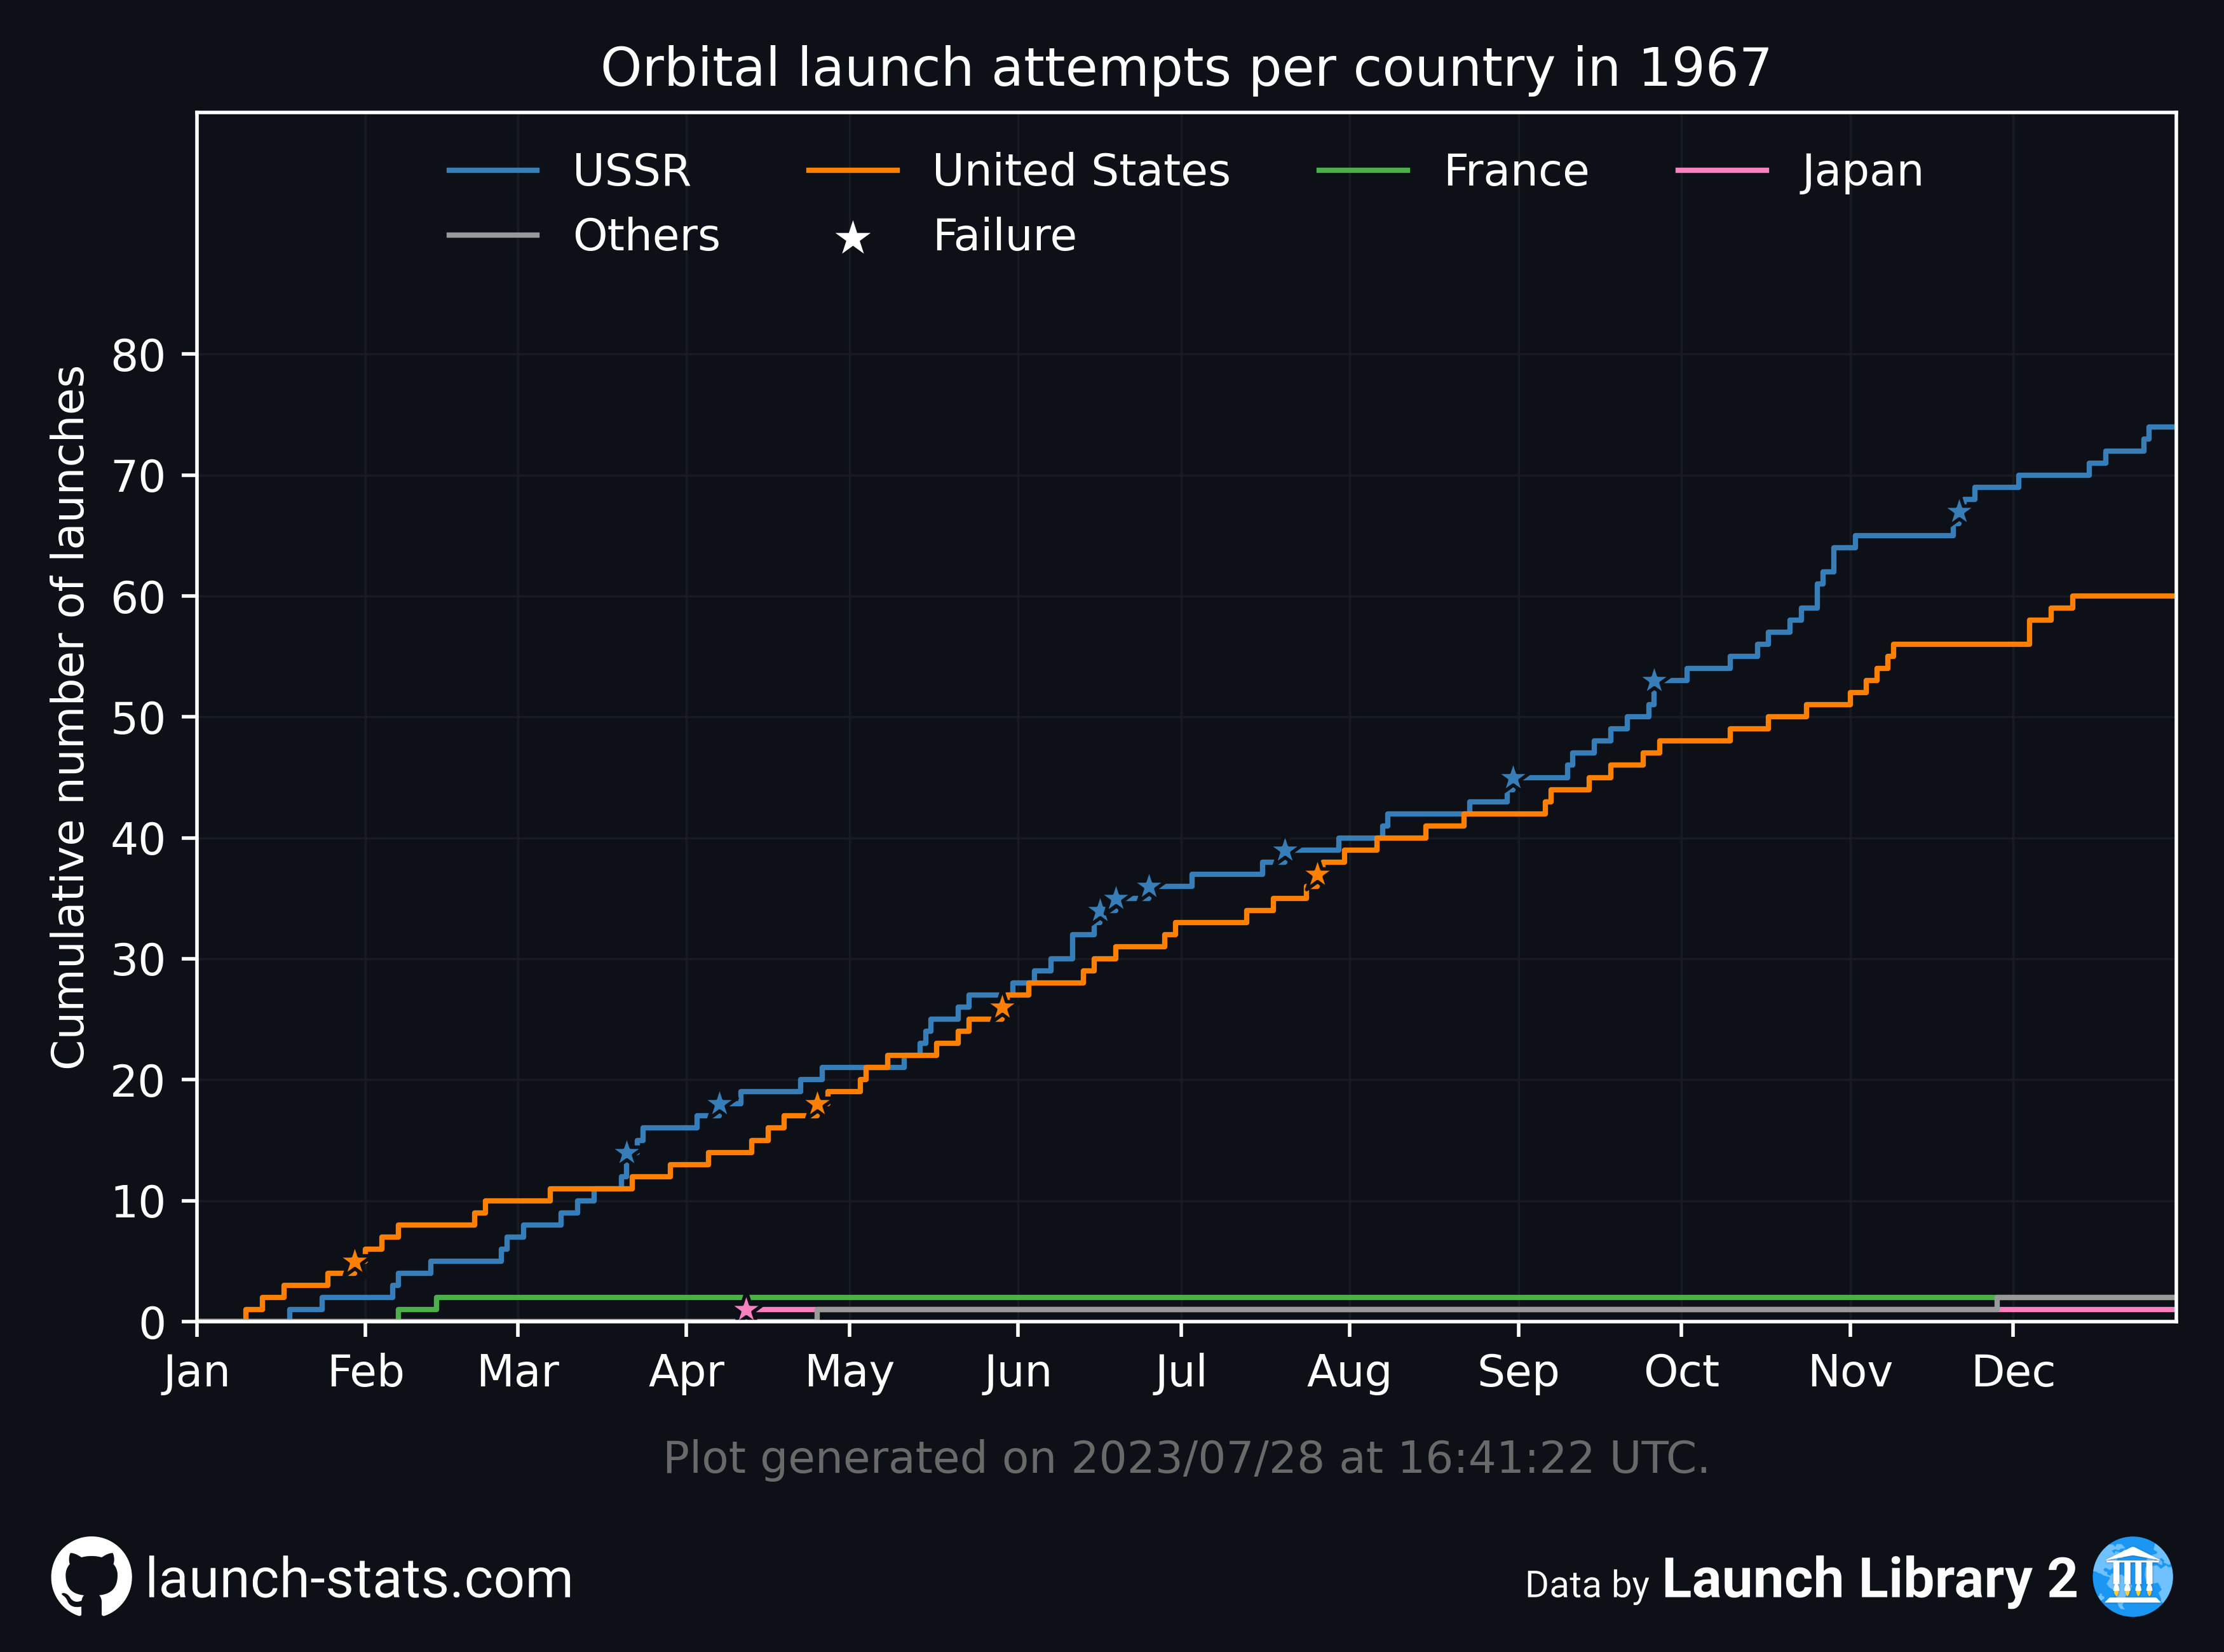 Orbital launch attempts per country in 1967
USSR United States France Japan
Others Failure
Cumulative number of launches
80
70
60
50
40
30
20
10
0
Jan Feb Mar Apr May Jun Jul Aug Sep Oct Nov Dec
Plot generated on 2023/07/28 at 16:41:22 UTC.
launch-stats.com
Data by Launch Library 2